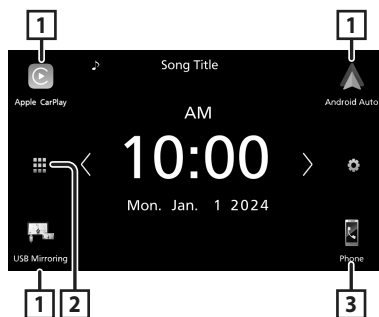 1 1
♪ Song Title
Apple CarPlay
Android Auto
AM
10:00
Mon. Jan. 1 2024
USB Mirroring
Phone
1 2 3